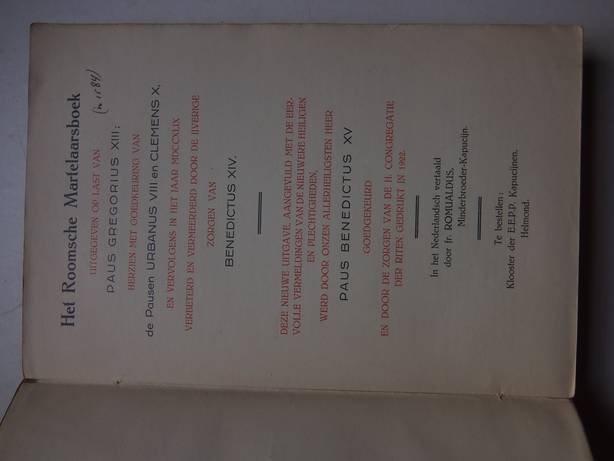 Het Roomsche Martelaarsboek
UITGEGEVEN OP LAST VAN (in 1584)
PAUS GREGORIUS XIII;
HERZIEN MET GOEDKEURING VAN
de Pausen URBANUS VIII en CLEMENS X,
EN VERVOLGENS IN HET JAAR MDCCXLIX
VERBETERD EN VERMEERDERD DOOR DE IJVERIGE
ZORGEN VAN
BENEDICTUS XIV.
DEZE NIEUWE UITGAVE, AANGEVULD MET DE EER-
VOLLE VERMELDINGEN VAN DE NIEUWERE HEILIGEN
EN PLECHTIGHEDEN,
WERD DOOR ONZEN ALLERHEILIGSTEN HEER
PAUS BENEDICTUS XV
GOEDGEKEURD
EN DOOR DE ZORGEN VAN DE H. CONGREGATIE
DER RITEN GEDRUKT IN 1922.
In het Nederlandsch vertaald
door fr. ROMUALDUS,
Minderbroeder-Kapucijn.
Te bestellen:
Klooster der E.E.P.P. Kapucijnen.
Helmond.